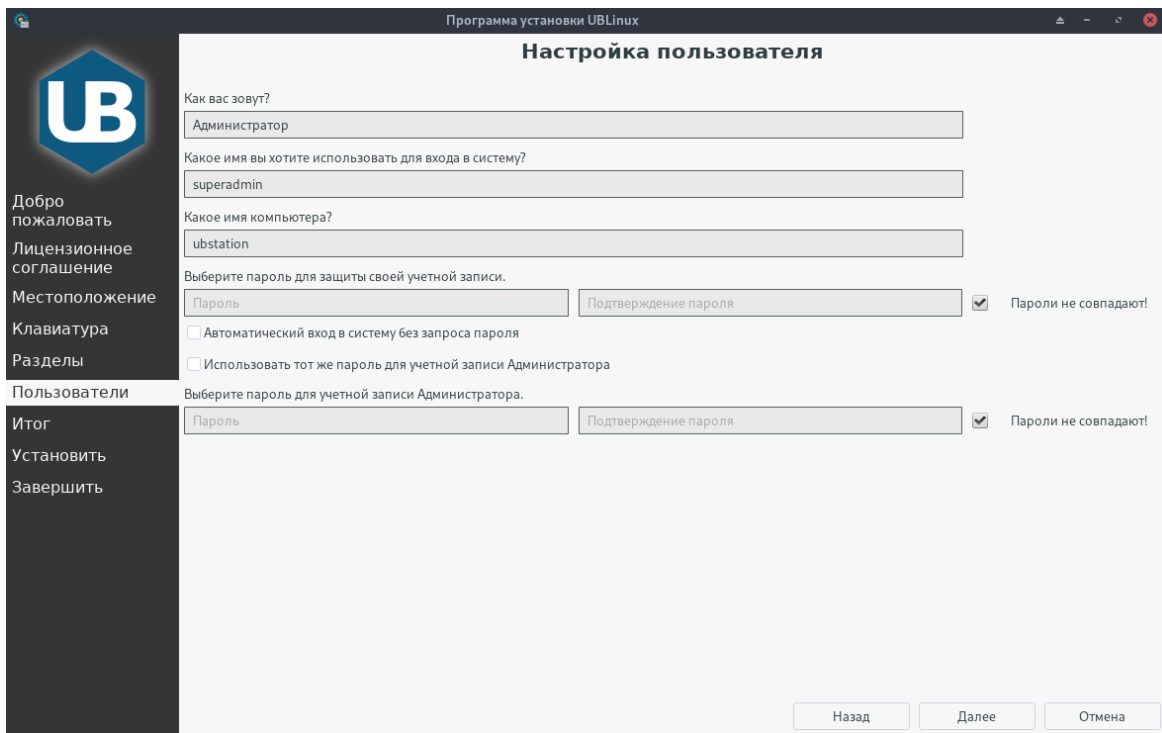 Программа установки UBLinux
UB
Добро
пожаловать
Лицензионное
соглашение
Местоположение
Клавиатура
Разделы
Пользователи
Итог
Установить
Завершить
Настройка пользователя
Как вас зовут?
Администратор
Какое имя вы хотите использовать для входа в систему?
superadmin
Какое имя компьютера?
ubstation
Выберите пароль для защиты своей учетной записи.
Пароль Подтверждение пароля Пароли не совпадают!
Автоматический вход в систему без запроса пароля
Использовать тот же пароль для учетной записи Администратора
Выберите пароль для учетной записи Администратора.
Пароль Подтверждение пароля Пароли не совпадают!
Назад Далее Отмена